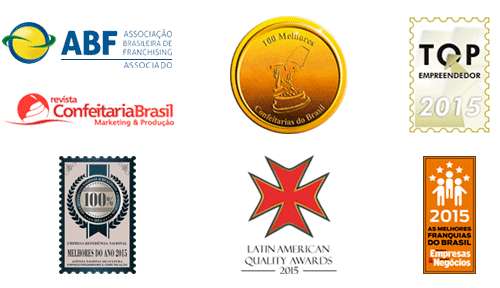 ABF
ASSOCIAÇÃO
BRASILEIRA DE
FRANCHISING
ASSOCIADO
revista
ConfeitariaBrasil
Marketing & Produção
100 Melhores
Confeitarias do Brasil
TOP
EMPREENDEDOR
2015
100%
EMPRESA REFERÊNCIA NACIONAL
MELHORES DO ANO 2015
LATIN AMERICAN
QUALITY AWARDS
2015
2015
AS MELHORES
FRANQUIAS
DO BRASIL
Empresas
&Negócios